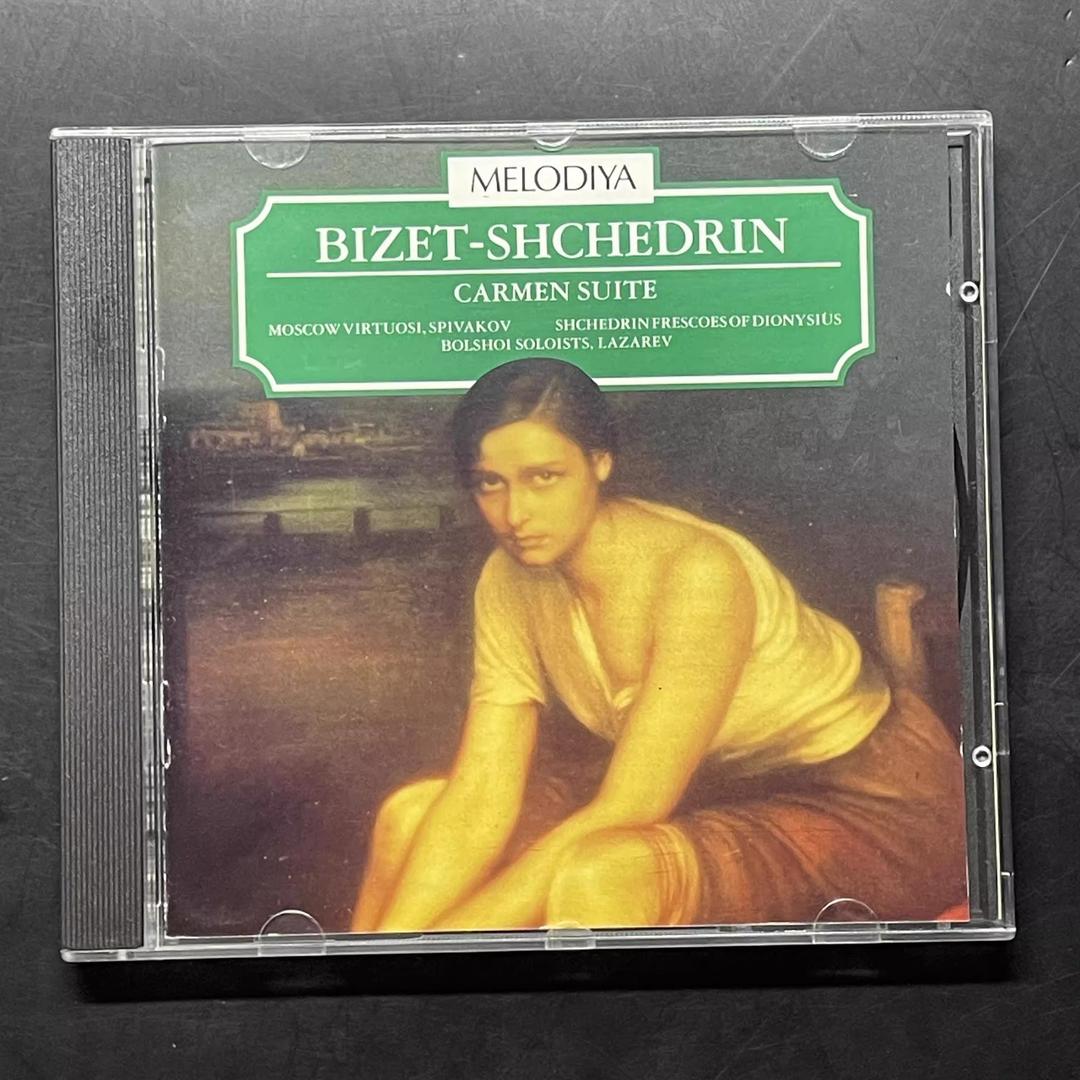 MELODIYA
BIZET-SHCHEDRIN
CARMEN SUITE
MOSCOW VIRTUOSI, SPIVAKOV SHCHEDRIN FRESCOES OF DIONYSIUS
BOLSHOI SOLOISTS, LAZAREV